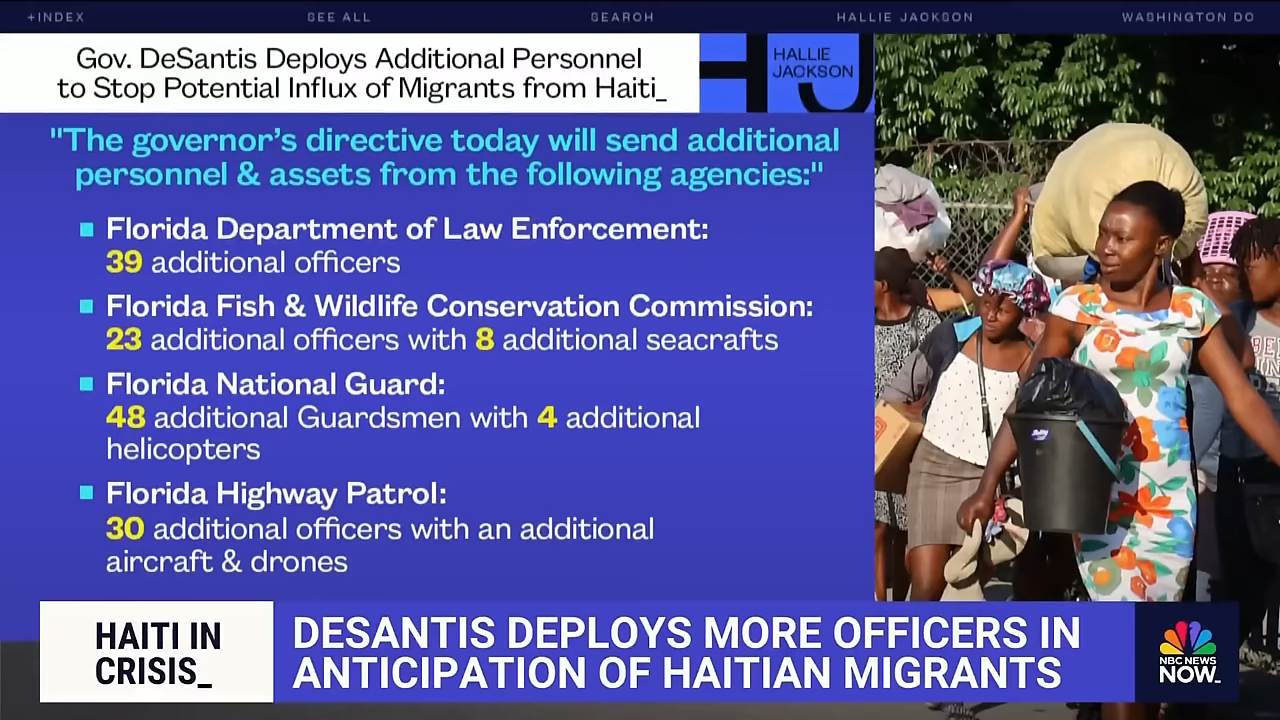 +INDEX
SEE ALL
SEARCH
HALLIE JACKSON
WASHINGTON DC
Gov. DeSantis Deploys Additional Personnel
to Stop Potential Influx of Migrants from Haiti_
HALLIE
JACKSON
HJ
"The governor's directive today will send additional
personnel & assets from the following agencies:"
Florida Department of Law Enforcement:
39 additional officers
Florida Fish & Wildlife Conservation Commission:
23 additional officers with 8 additional seacrafts
Florida National Guard:
48 additional Guardsmen with 4 additional
helicopters
Florida Highway Patrol:
30 additional officers with an additional
aircraft & drones
HAITI IN
CRISIS_
DESANTIS DEPLOYS MORE OFFICERS IN
ANTICIPATION OF HAITIAN MIGRANTS
NBC NEWS
NOW_